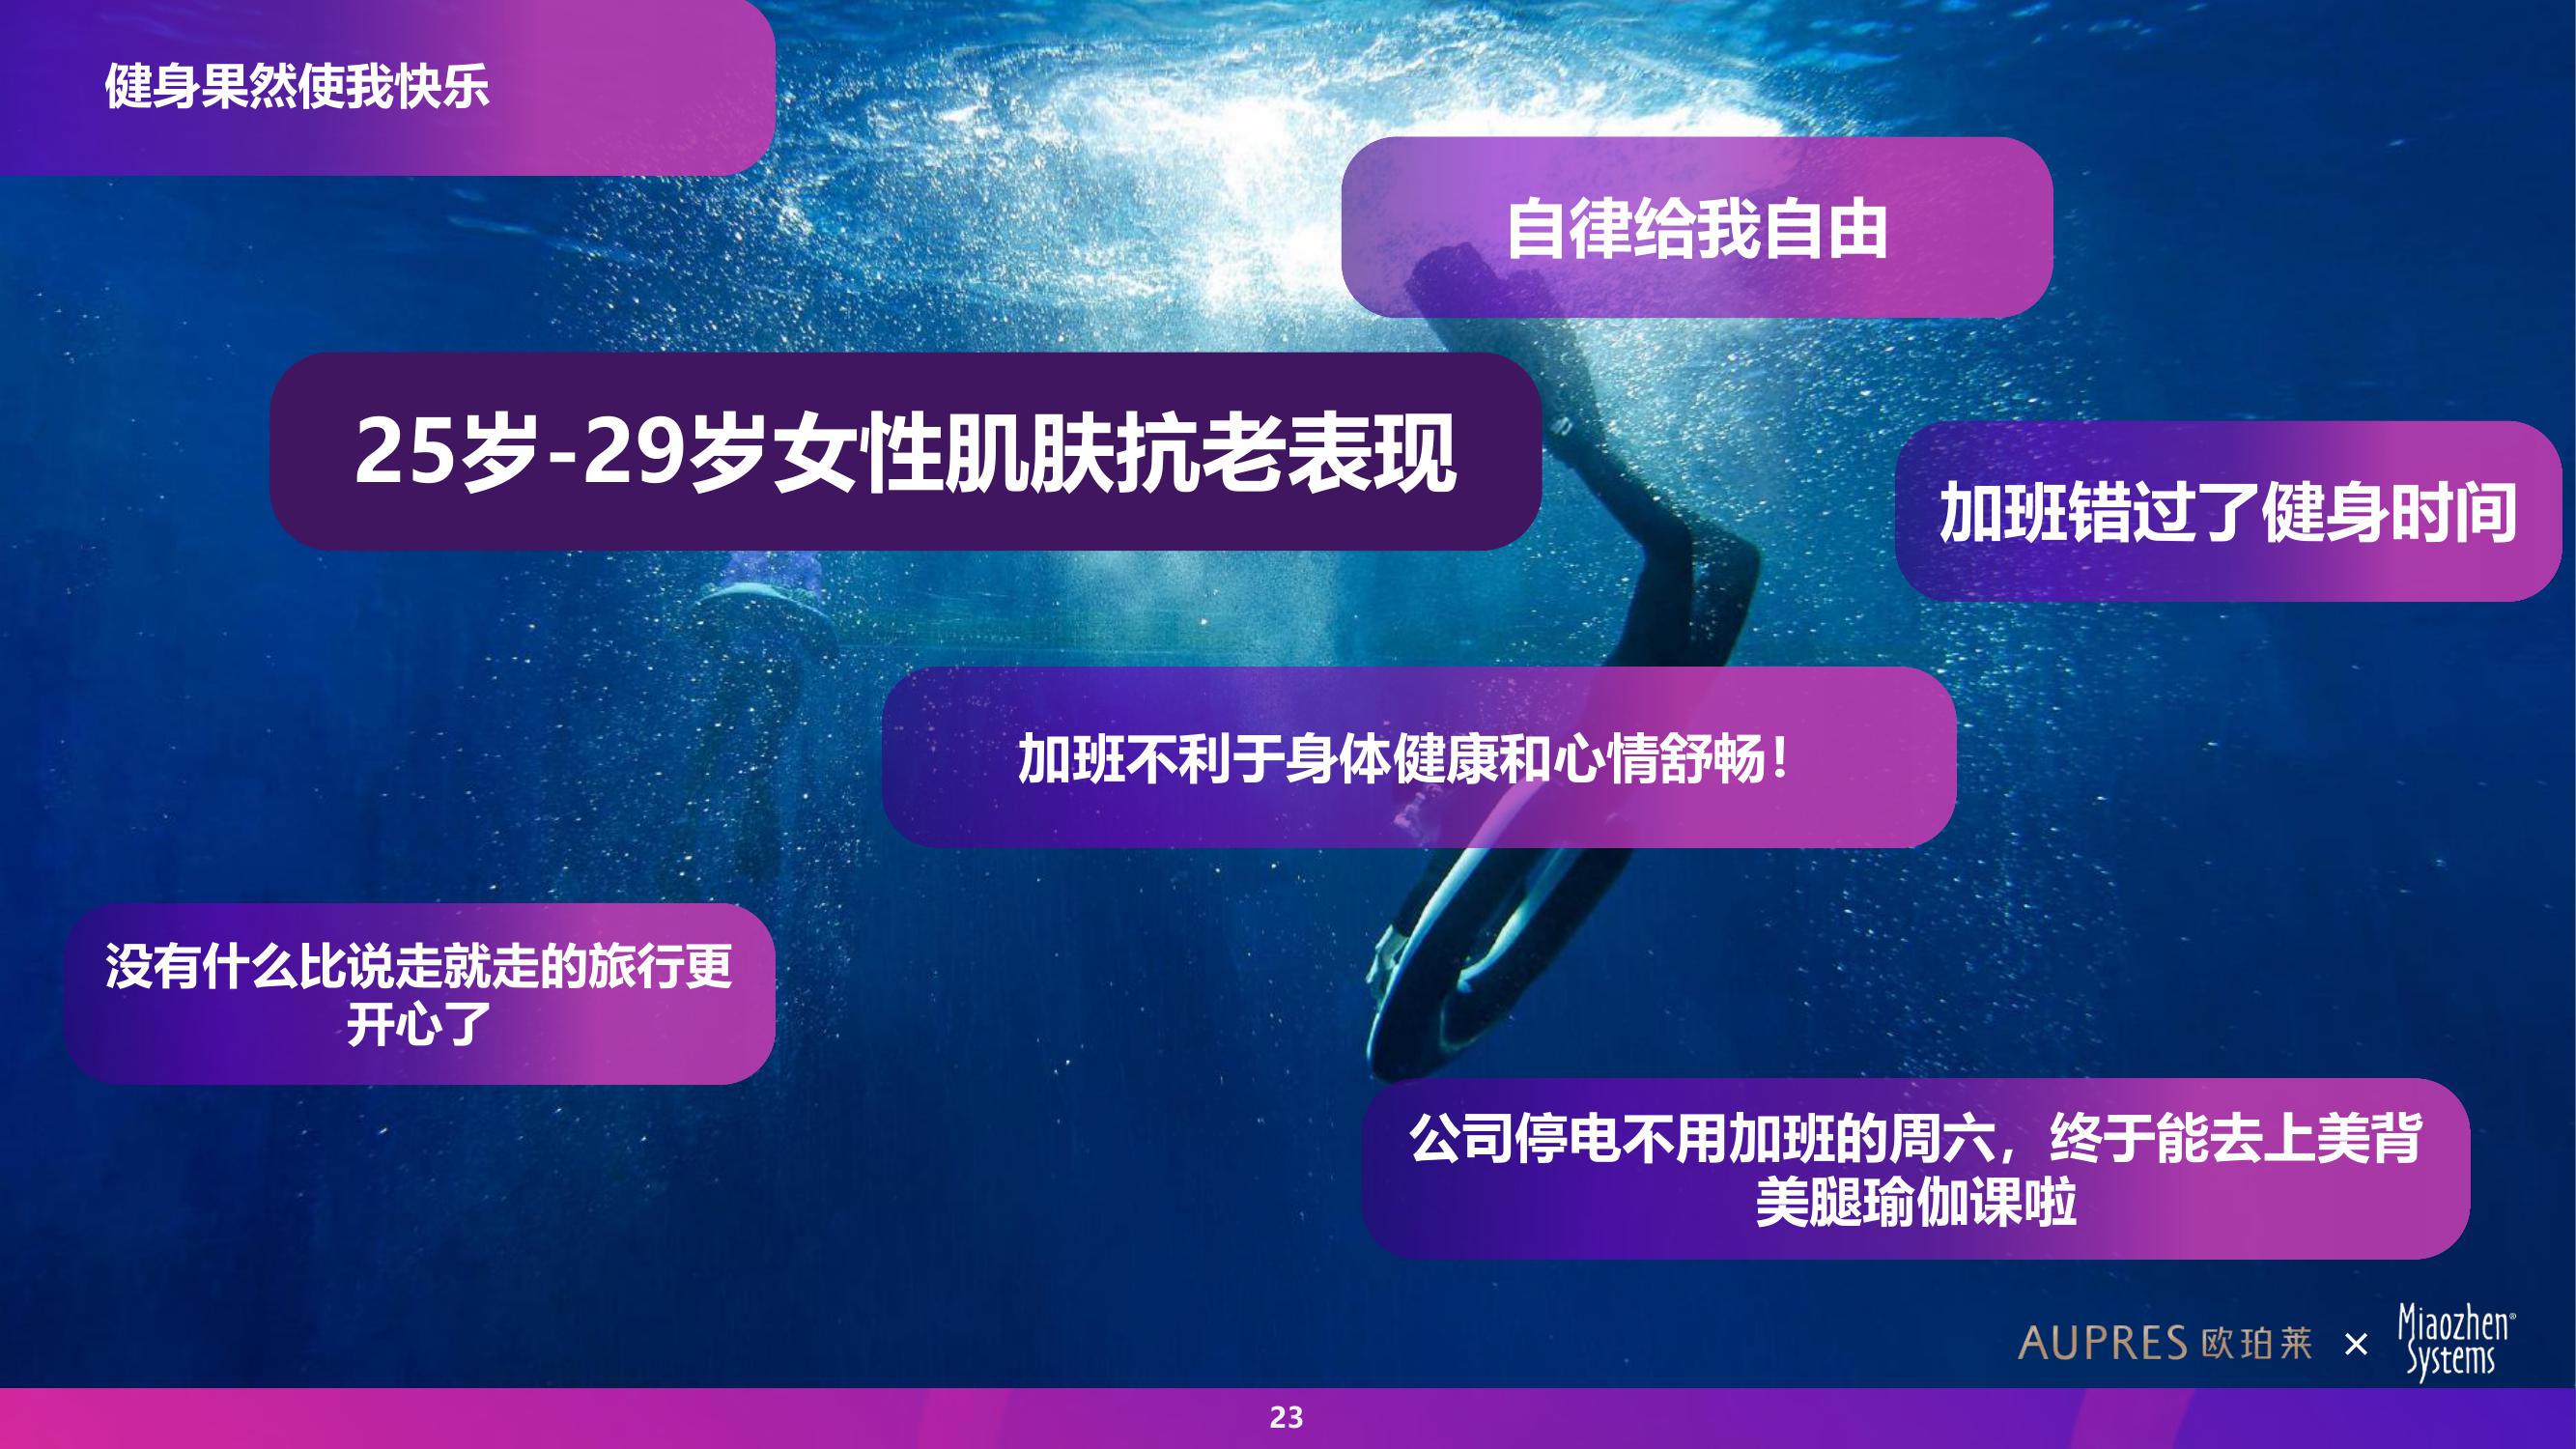 健身果然使我快乐
自律给我自由
25岁-29岁女性肌肤抗老表现
加班错过了健身时间
加班不利于身体健康和心情舒畅！
没有什么比说走就走的旅行更
开心了
公司停电不用加班的周六，终于能去上美背
美腿瑜伽课啦
AUPRES 欧珀莱 × Miaozhen® Systems
23